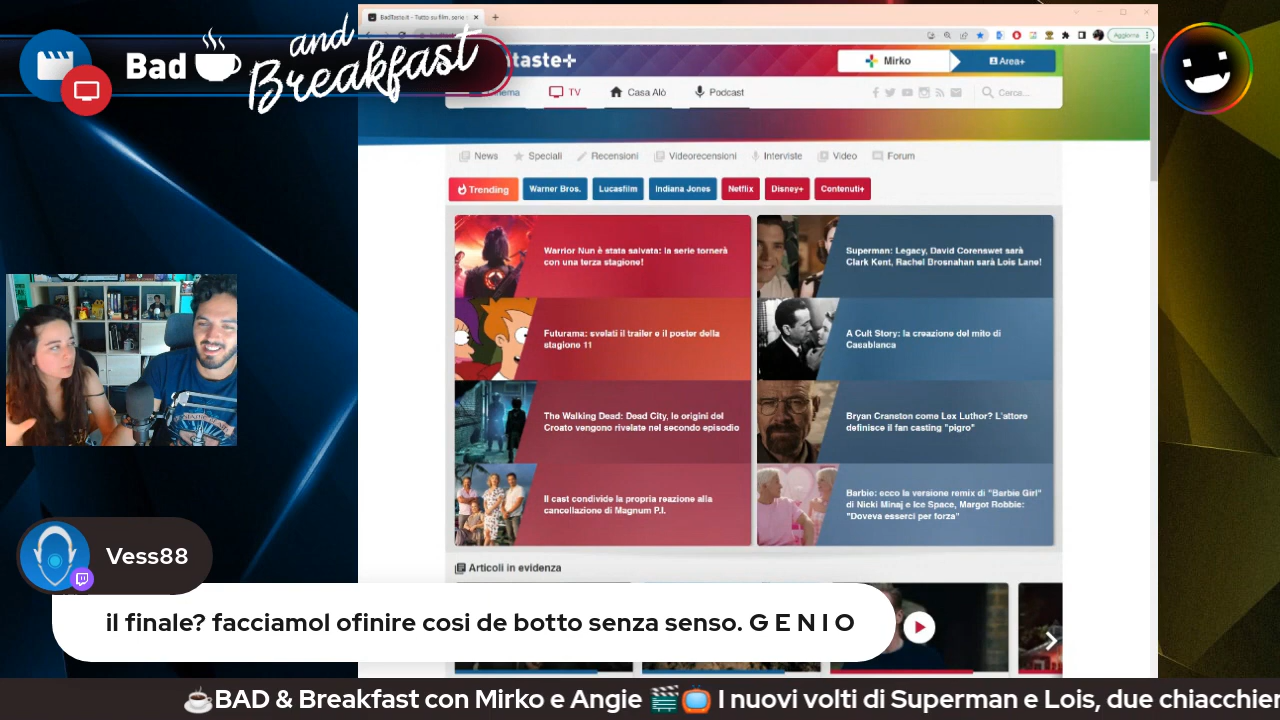 BadTaste.it - Tutto su film, serie
Bad and Breakfast
taste+
Mirko
Area+
Aggiorna
TV
Casa Alò
Podcast
Cerca...
News
Speciali
Recensioni
Videorecensioni
Interviste
Video
Forum
Trending
Warner Bros.
Lucasfilm
Indiana Jones
Netflix
Disney+
Contenuti+
Warrior Nun è stata salvata: la serie tornerà
con una terza stagione!
Superman: Legacy, David Corenswet sarà
Clark Kent, Rachel Brosnahan sarà Lois Lane!
Futurama: svelati il trailer e il poster della
stagione 11
A Cult Story: la creazione del mito di
Casablanca
The Walking Dead: Dead City, le origini del
Croato vengono rivelate nel secondo episodio
Bryan Cranston come Lex Luthor? L'attore
definisce il fan casting "pigro"
Il cast condivide la propria reazione alla
cancellazione di Magnum P.I.
Barbie: ecco la versione remix di "Barbie Girl"
di Nicki Minaj e Ice Space, Margot Robbie:
"Doveva esserci per forza"
Articoli in evidenza
Vess88
il finale? facciamol ofinire cosi de botto senza senso. G E N I O
BAD & Breakfast con Mirko e Angie I nuovi volti di Superman e Lois, due chiacchier